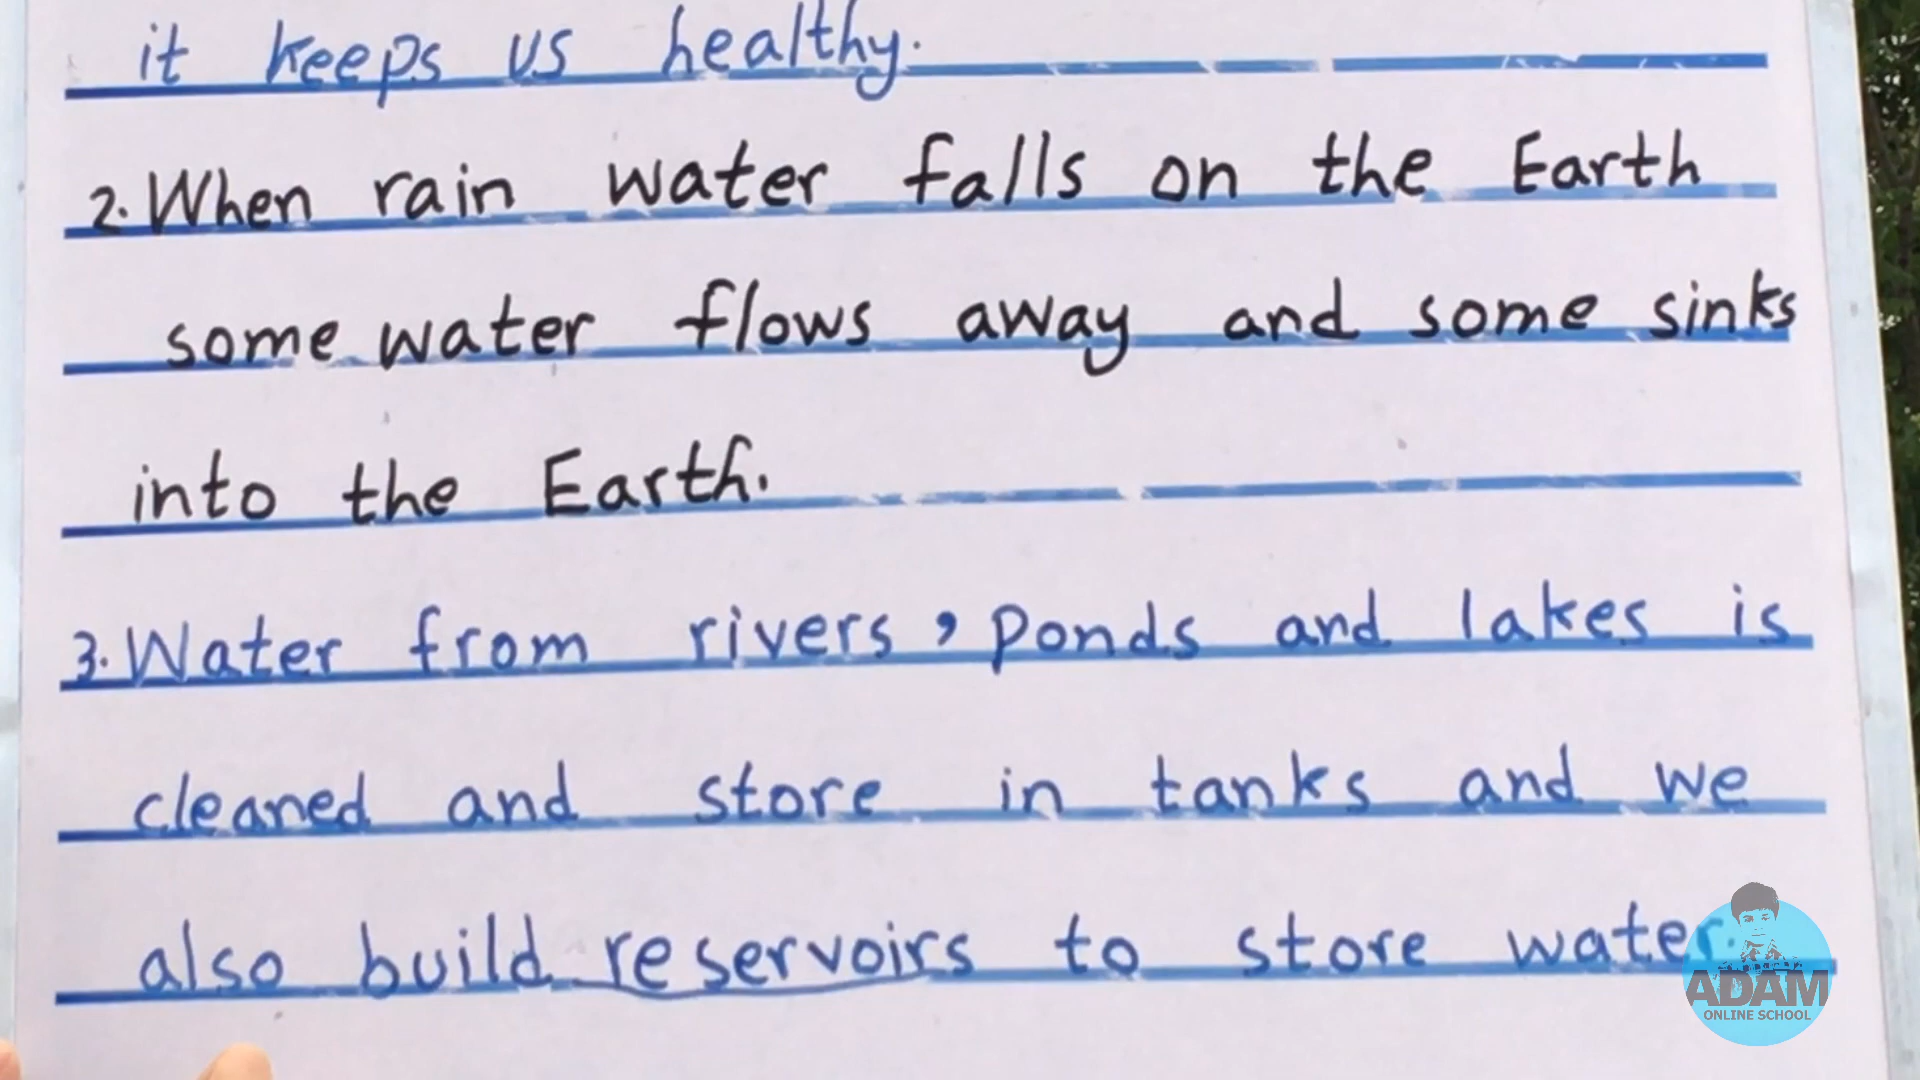 it keeps us healthy.
2. When rain water falls on the Earth
some water flows away and some sinks
into the Earth.
3. Water from rivers, ponds and lakes is
cleaned and store in tanks and we
also build reservoirs to store water.
ADAM
ONLINE SCHOOL